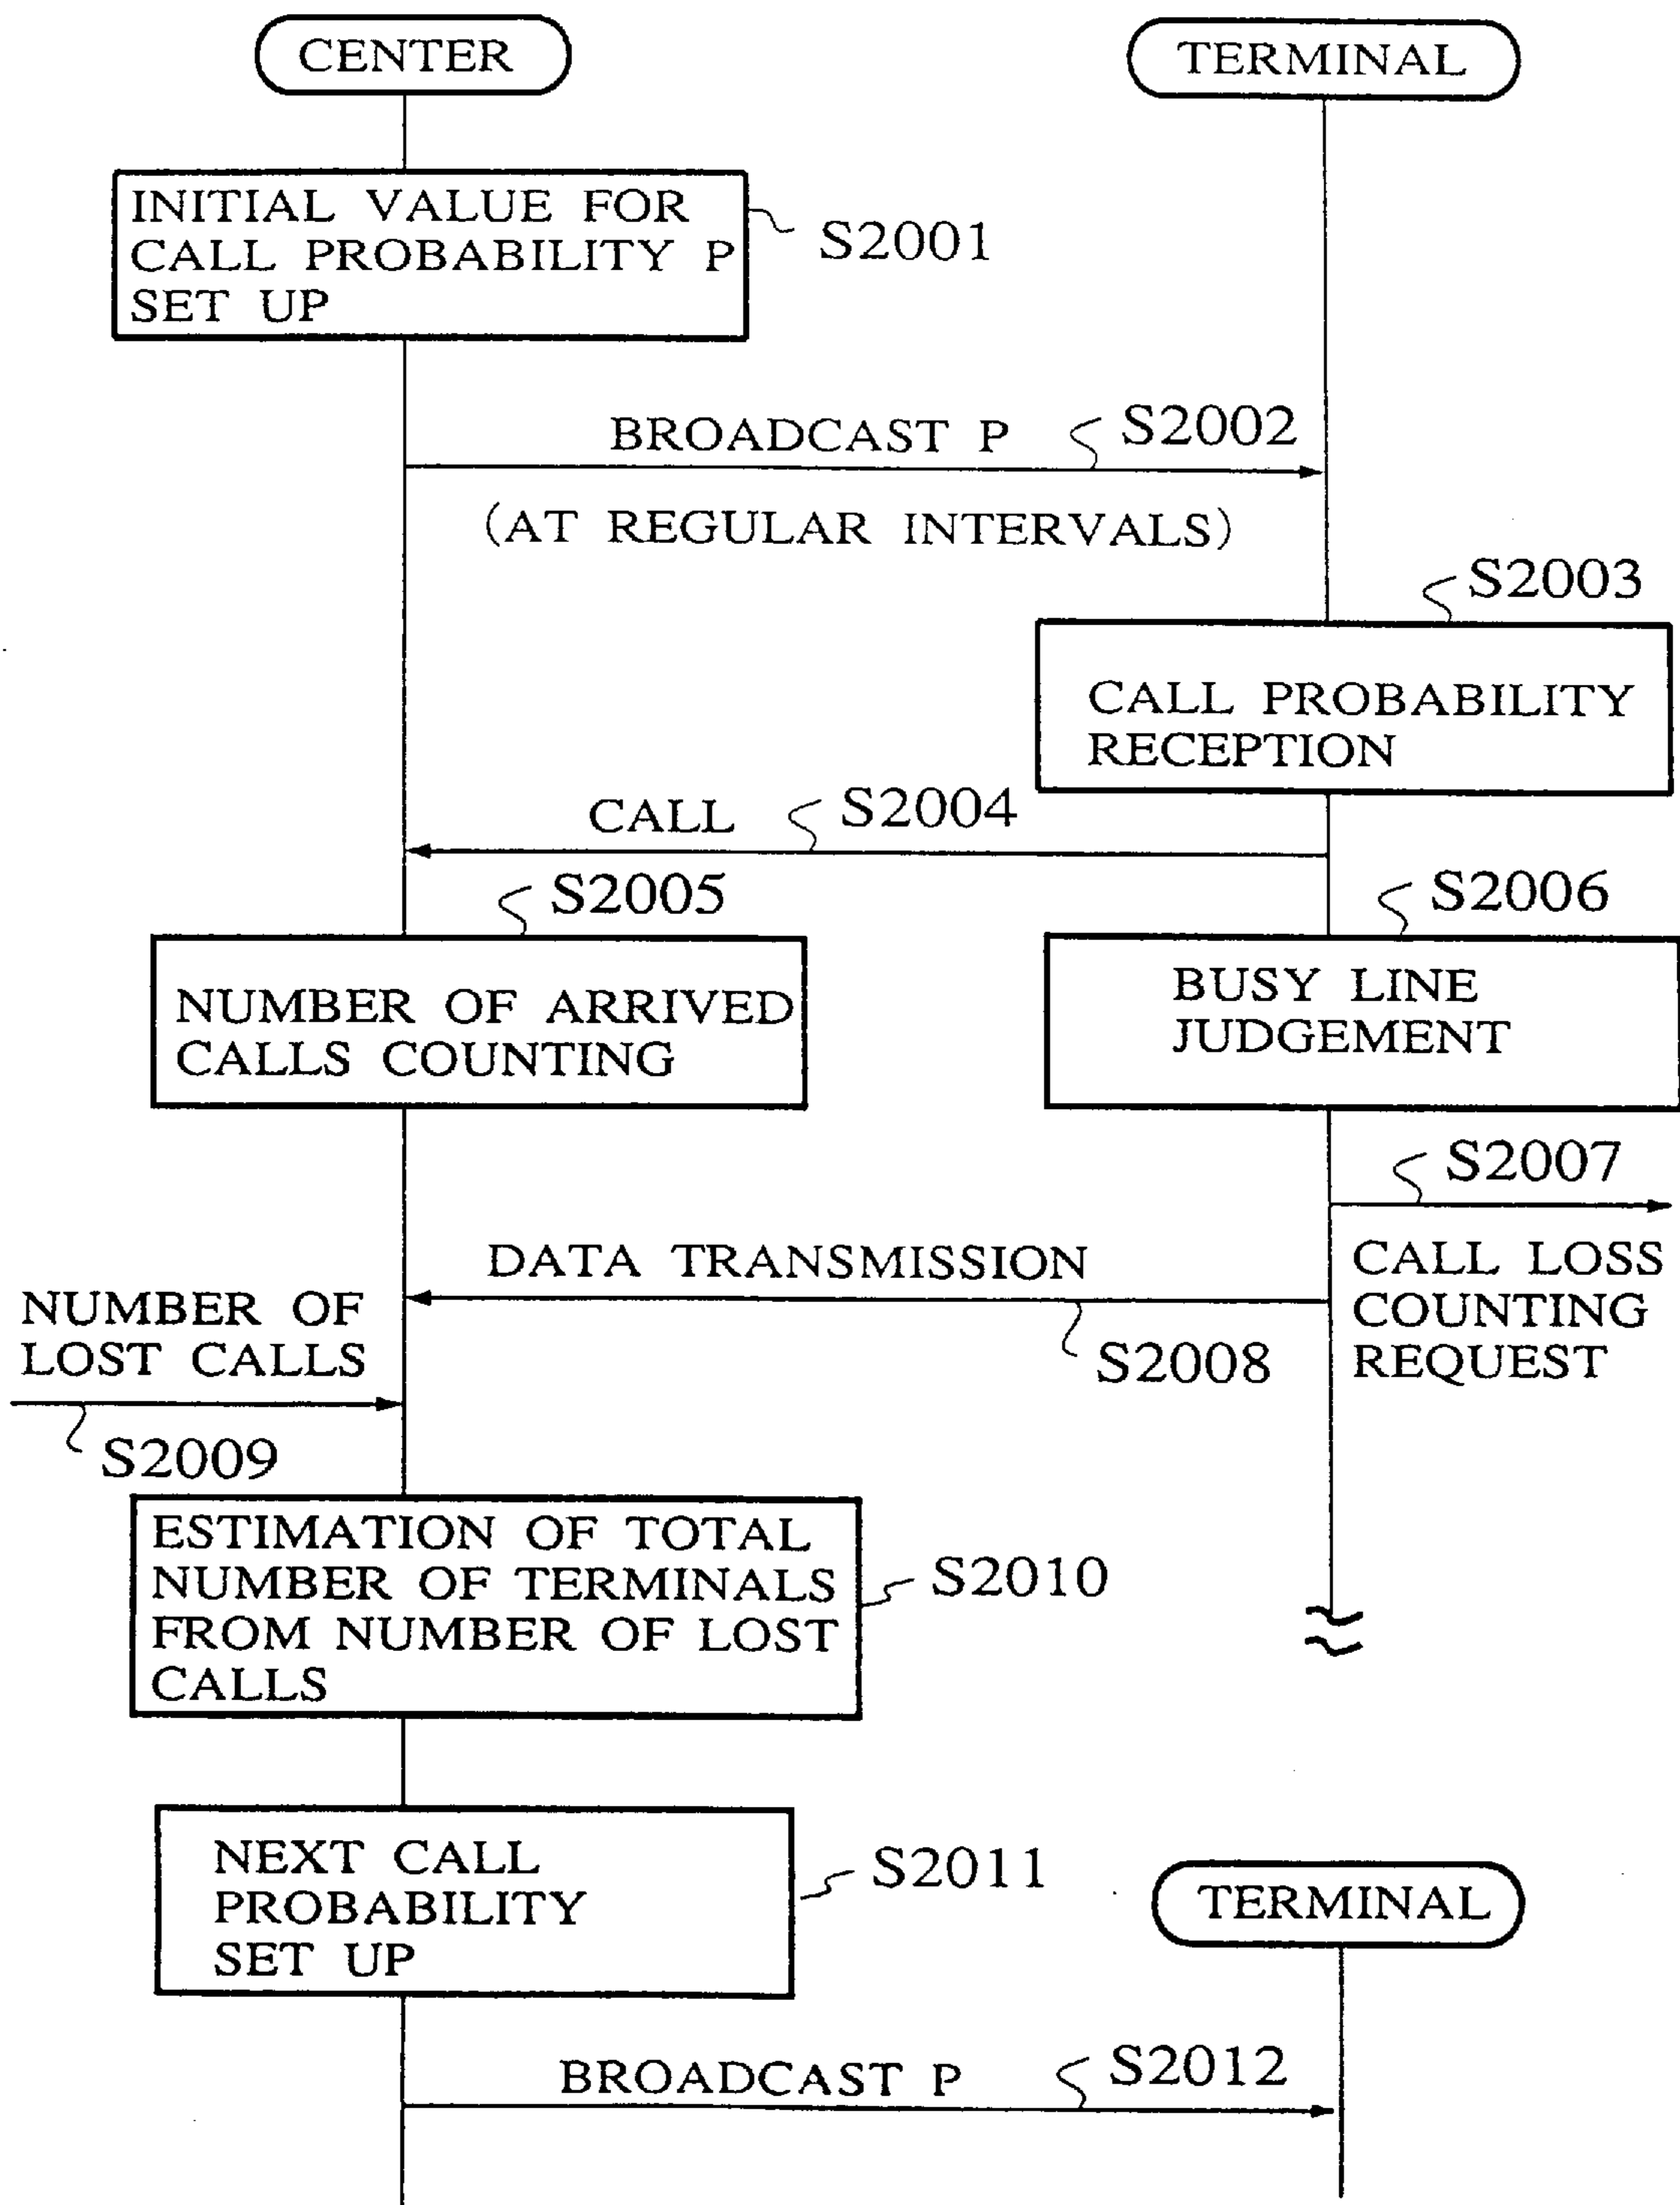 CENTER
TERMINAL
INITIAL VALUE FOR
CALL PROBABILITY P
SET UP
S2001
BROADCAST P
S2002
(AT REGULAR INTERVALS)
S2003
CALL PROBABILITY
RECEPTION
CALL
S2004
S2005
S2006
NUMBER OF ARRIVED
CALLS COUNTING
BUSY LINE
JUDGEMENT
S2007
DATA TRANSMISSION
CALL LOSS
COUNTING
REQUEST
NUMBER OF
LOST CALLS
S2008
S2009
ESTIMATION OF TOTAL
NUMBER OF TERMINALS
FROM NUMBER OF LOST
CALLS
S2010
NEXT CALL
PROBABILITY
SET UP
S2011
TERMINAL
BROADCAST P
S2012